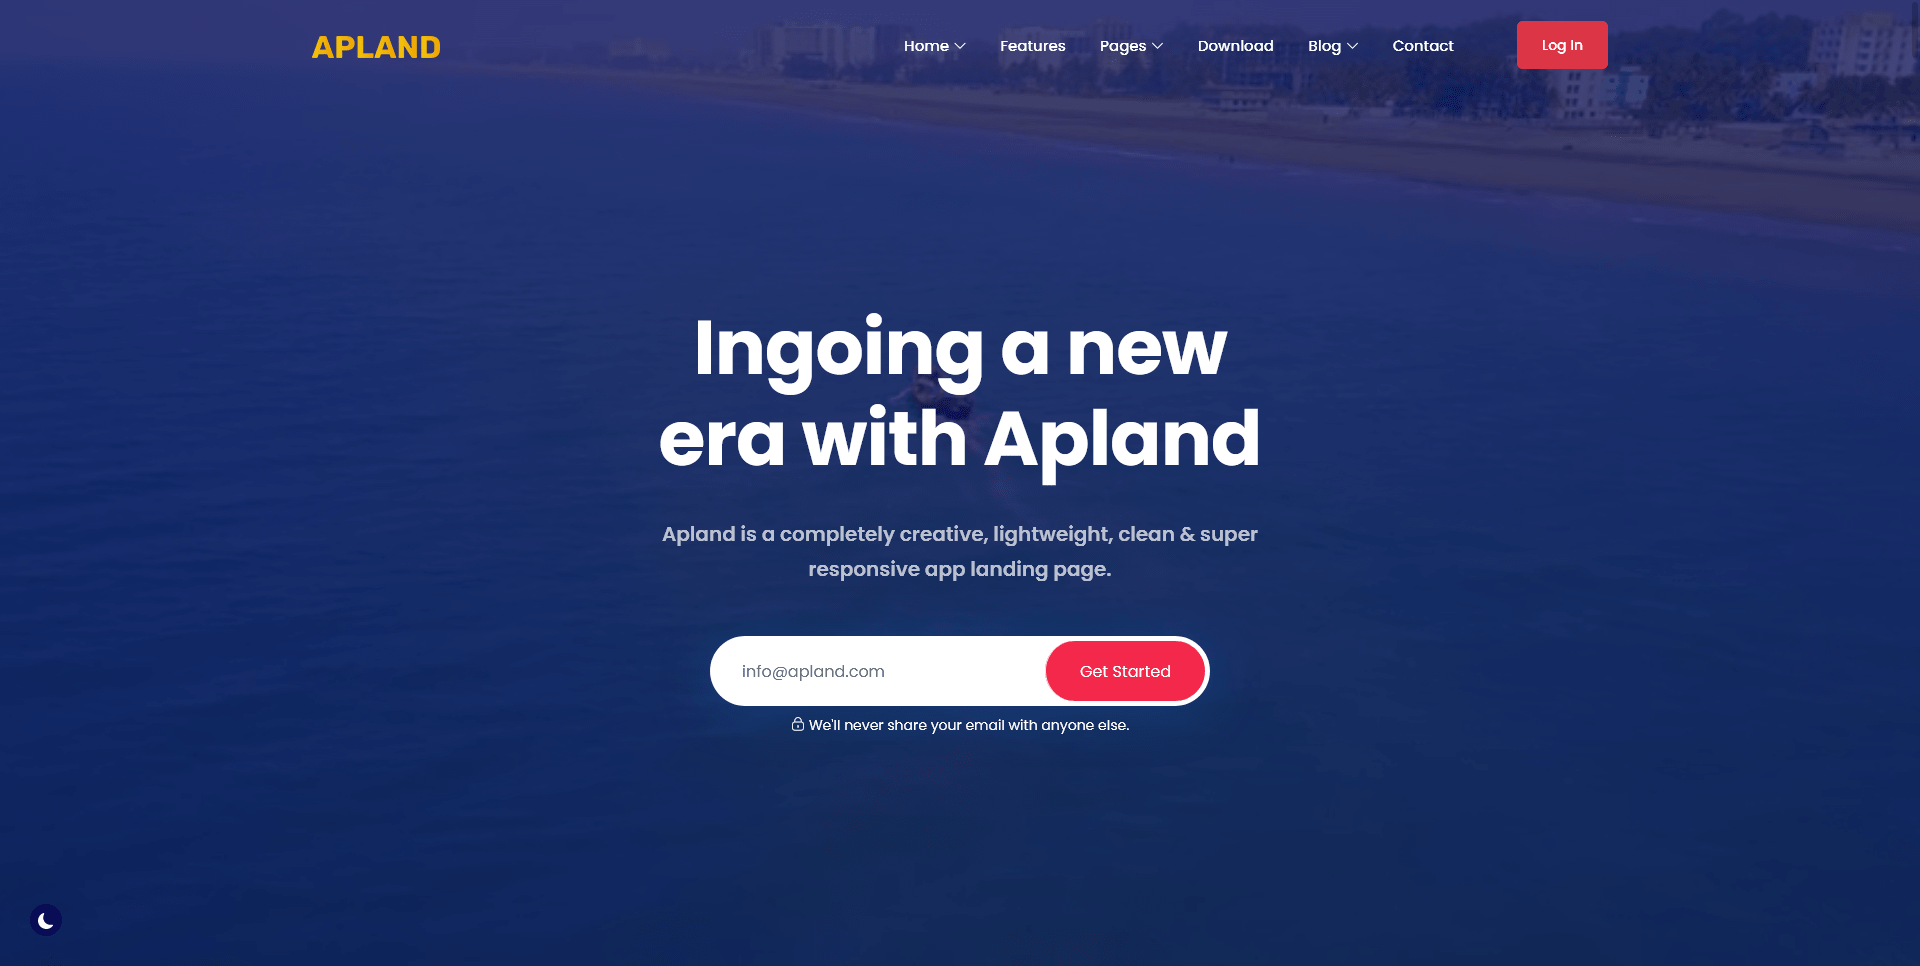 APLAND
Home Features Pages Download Blog Contact Log In
Ingoing a new
era with Apland
Apland is a completely creative, lightweight, clean & super
responsive app landing page.
info@apland.com Get Started
We'll never share your email with anyone else.